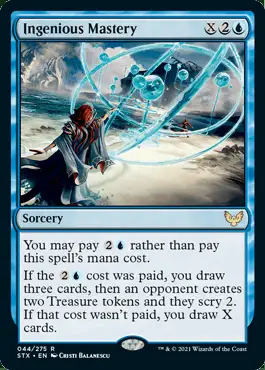 Ingenious Mastery X2
Sorcery
You may pay 2 rather than pay
this spell's mana cost.
If the 2 cost was paid, you draw
three cards, then an opponent creates
two Treasure tokens and they scry 2.
If that cost wasn't paid, you draw X
cards.
044/275 R
STX • EN CRISTI BALANESCU
™ & © 2021 Wizards of the Coast